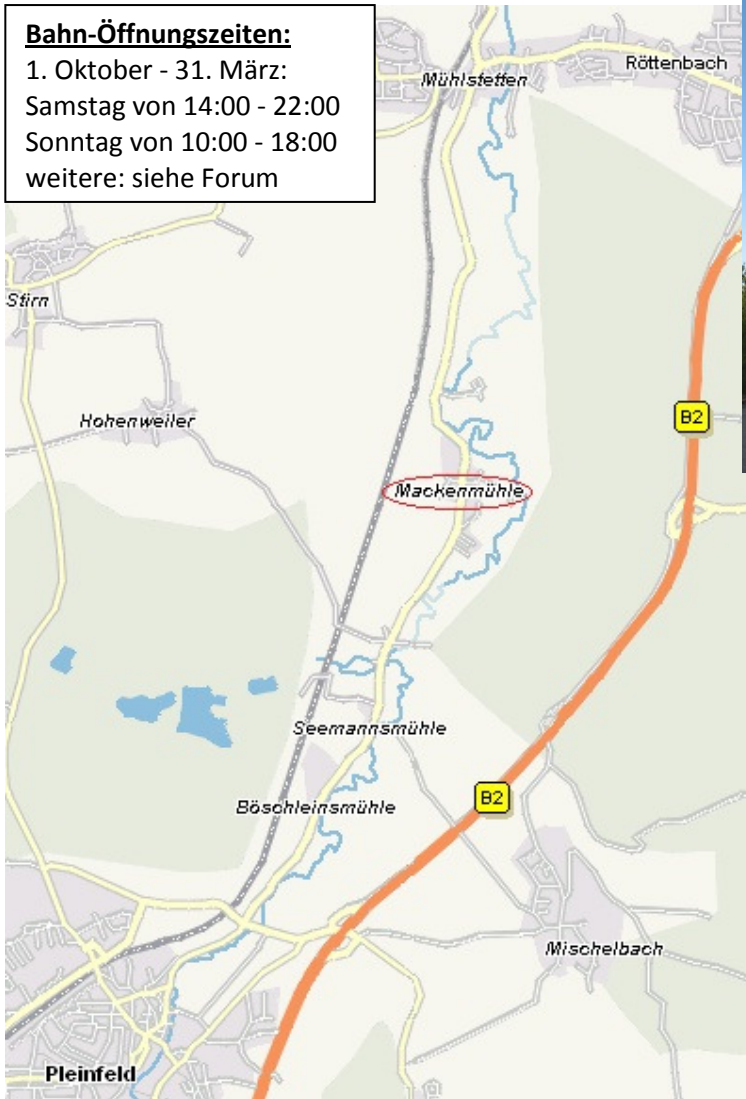 Bahn-Öffnungszeiten:
1. Oktober - 31. März:
Samstag von 14:00 - 22:00
Sonntag von 10:00 - 18:00
weitere: siehe Forum
Mühlstetten
Röttenbach
Stirn
Hohenweiler
B2
Mackenmühle
Seemannsmühle
B2
Böschleinsmühle
Mischelbach
Pleinfeld